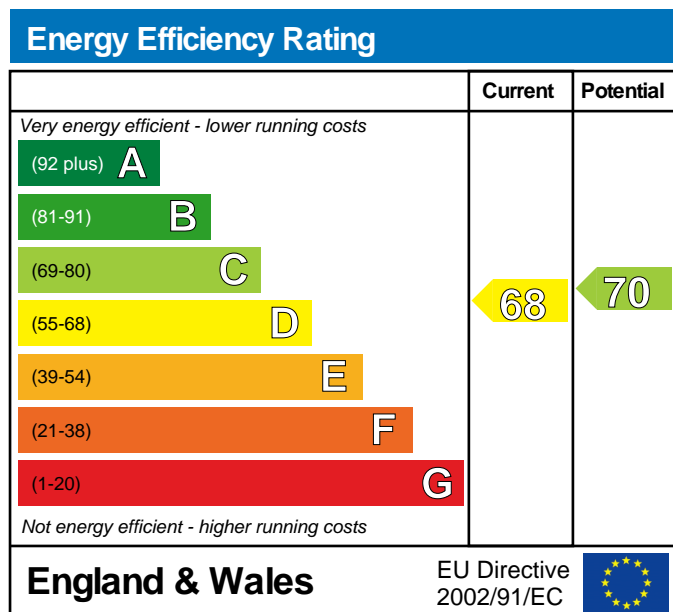 Energy Efficiency Rating
Current Potential
Very energy efficient - lower running costs
(92 plus) A
(81-91) B
(69-80) C
(55-68) D
68
70
(39-54) E
(21-38) F
(1-20) G
Not energy efficient - higher running costs
England & Wales
EU Directive
2002/91/EC